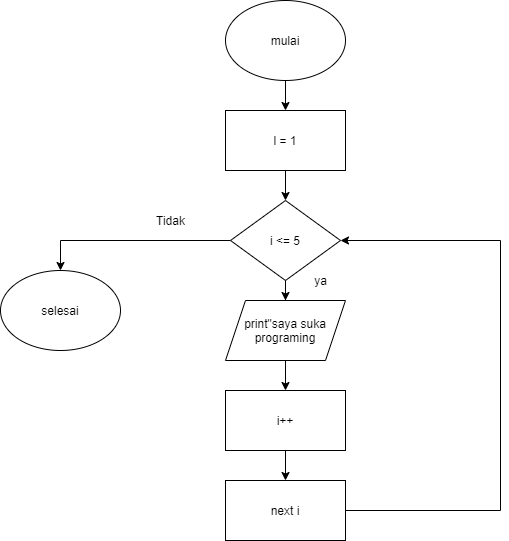 mulai
I = 1
Tidak
i <= 5
ya
selesai
print"saya suka
programing
i++
next i